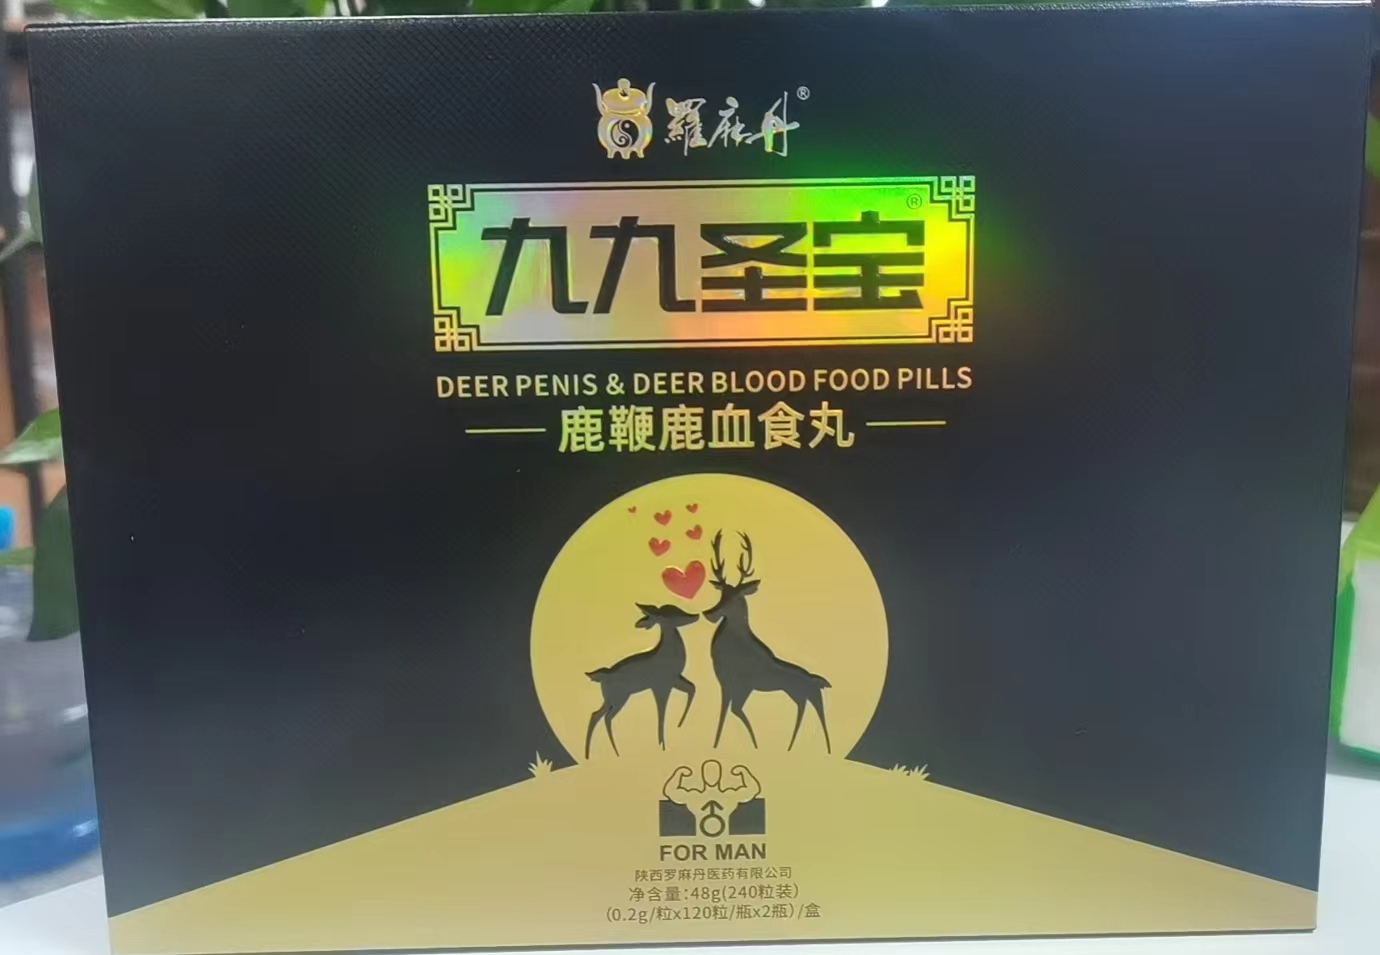 羅麻丹®
九九圣宝®
DEER PENIS & DEER BLOOD FOOD PILLS
鹿鞭鹿血食丸
FOR MAN
陕西罗麻丹医药有限公司
净含量:48g(240粒装)
(0.2g/粒x120粒/瓶x2瓶)/盒